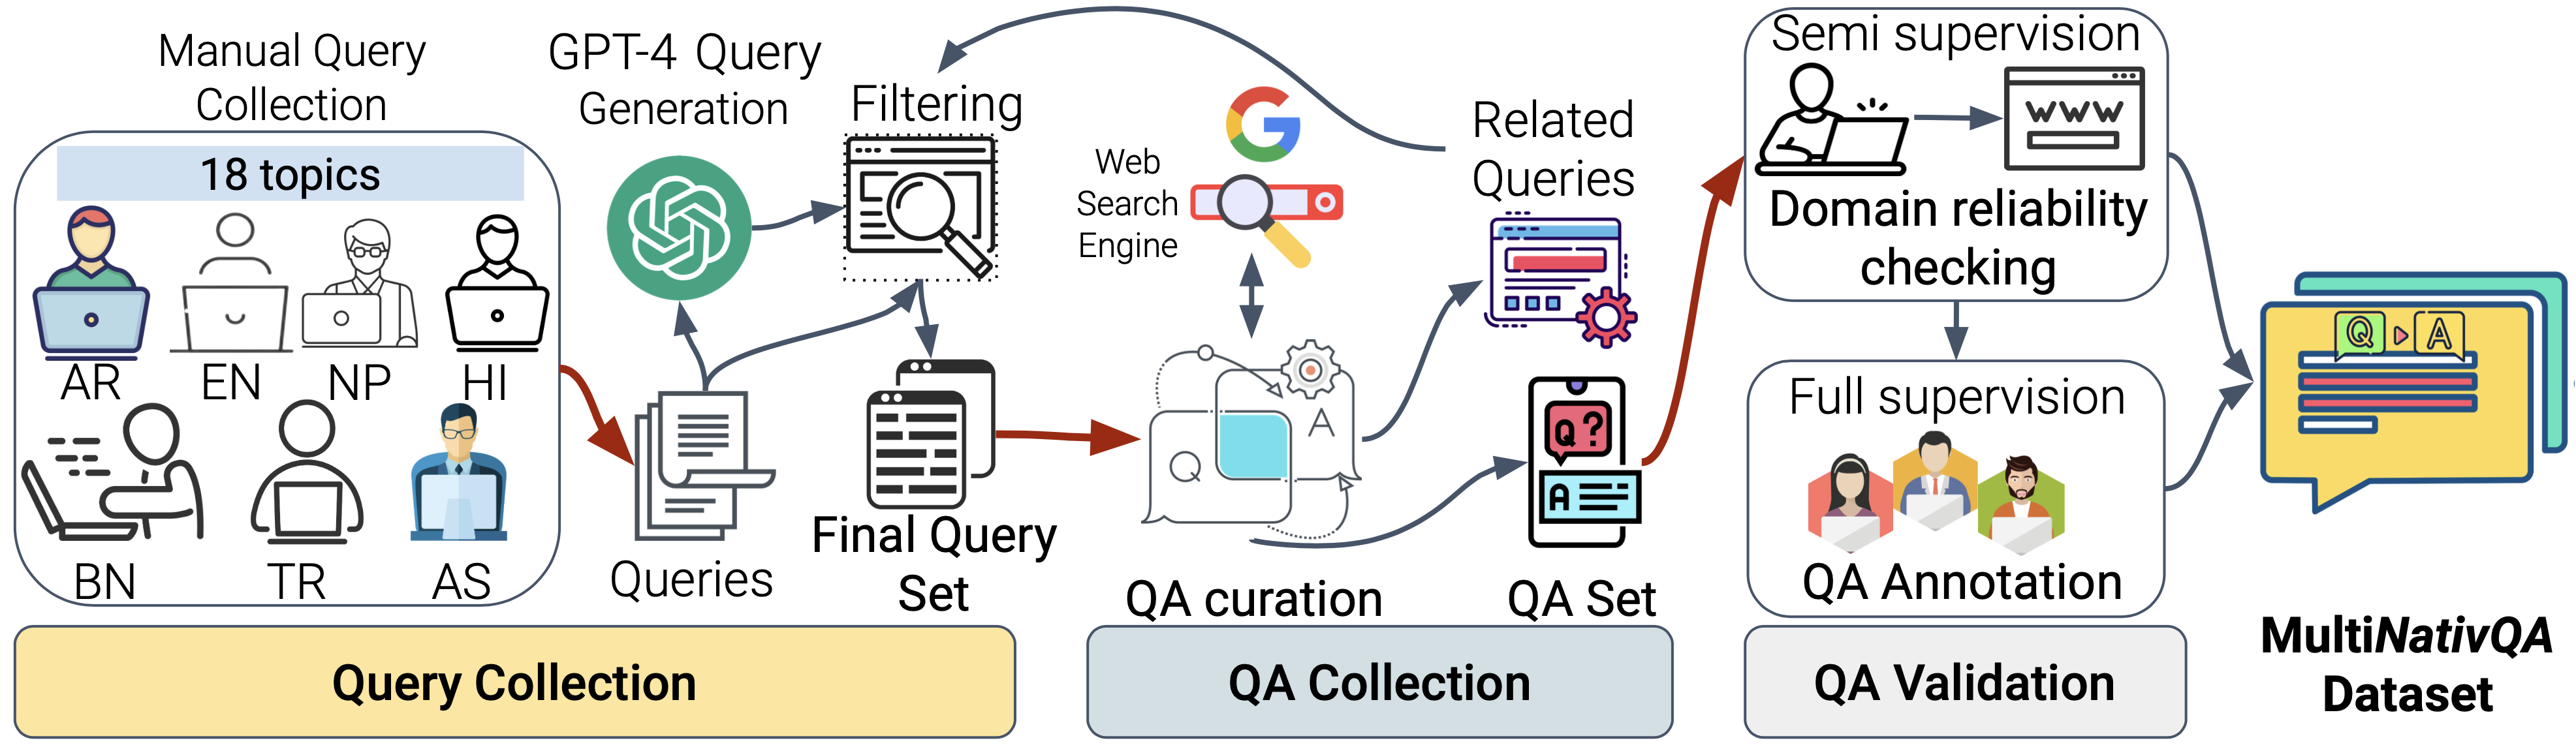 Manual Query
Collection
18 topics
AR
EN
NP
HI
BN
TR
AS
GPT-4 Query
Generation
Queries
Filtering
Final Query
Set
Query Collection
Web
Search
Engine
Q
A
QA curation
Related
Queries
Q?
A
QA Set
QA Collection
Semi supervision
WWW
Domain reliability
checking
Full supervision
QA Annotation
QA Validation
Q
A
MultiNativQA
Dataset